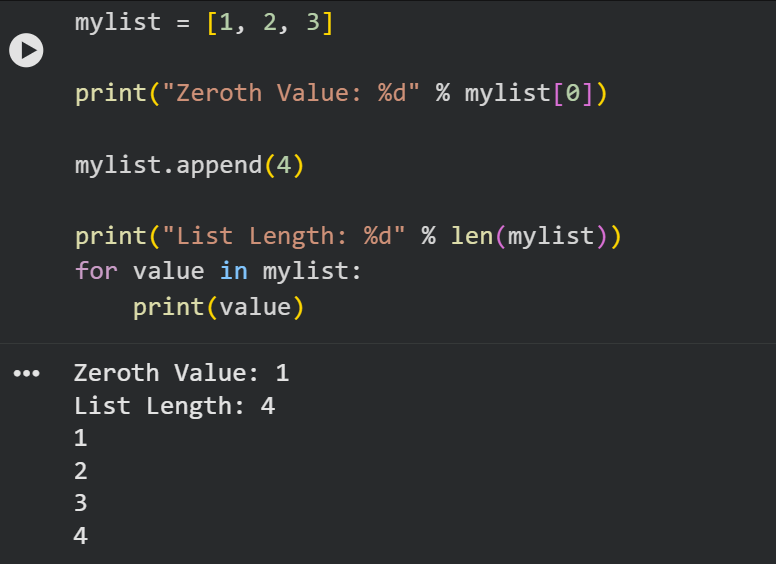 mylist = [1, 2, 3]
print("Zeroth Value: %d" % mylist[0])
mylist.append(4)
print("List Length: %d" % len(mylist))
for value in mylist:
    print(value)
Zeroth Value: 1
List Length: 4
1
2
3
4